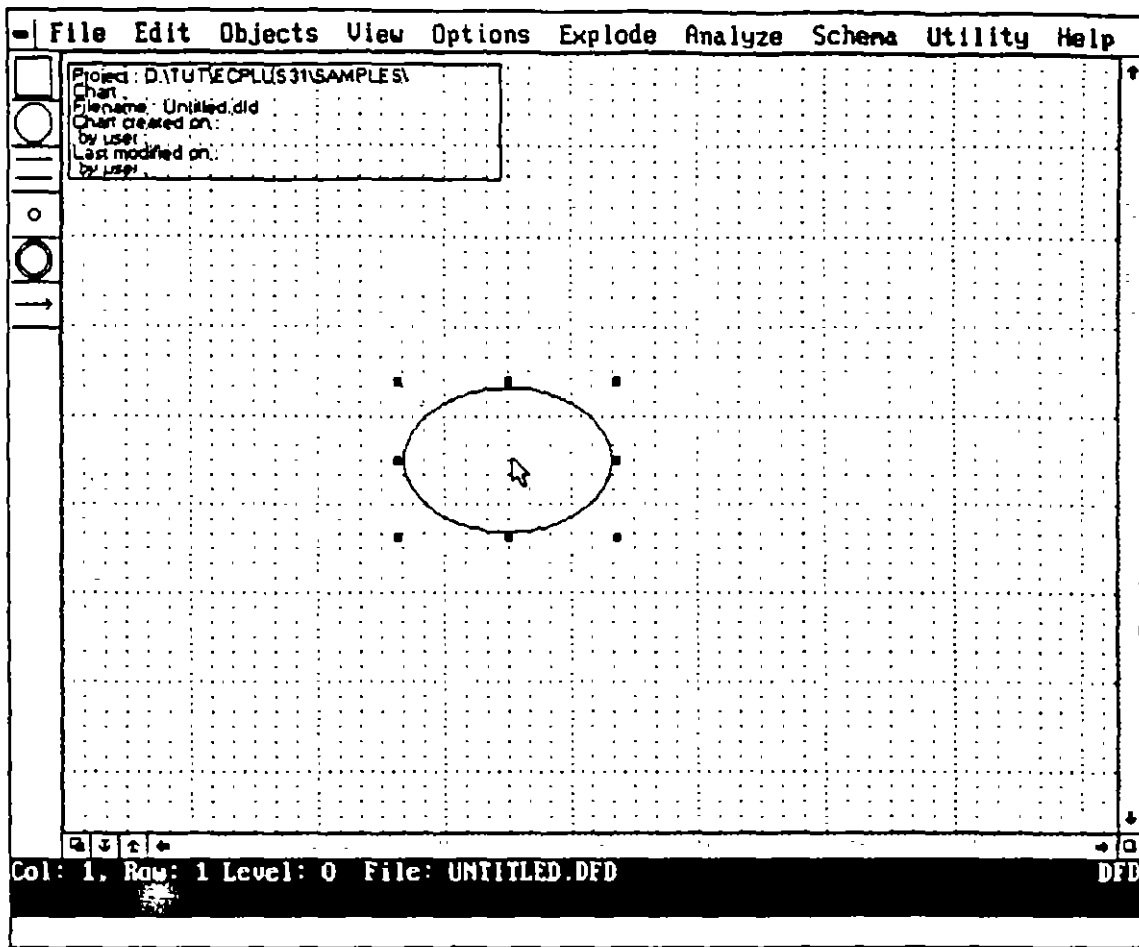 File Edit Objects View Options Explode Analyze Schema Utility Help
Project : D:\TUT\ECPLUS31\SAMPLES\
Chart :
Filename : Untitled.dfd
Chart created on :
by user :
Last modified on :
by user :
Col: 1, Row: 1 Level: 0 File: UNTITLED.DFD DFD